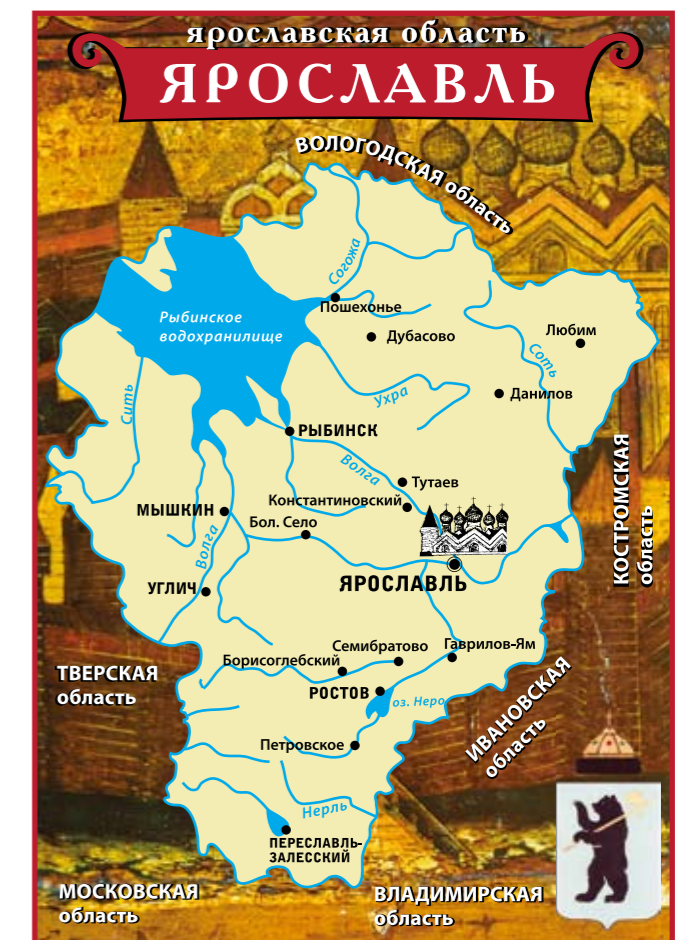 ярославская область
ЯРОСЛАВЛЬ
ВОЛОГОДСКАЯ область
Согожа
Пошехонье
Рыбинское
водохранилище
Дубасово
Любим
Соть
Сить
Ухра
Данилов
РЫБИНСК
Волга
Тутаев
Константиновский
МЫШКИН
Бол. Село
Волга
КОСТРОМСКАЯ
область
ЯРОСЛАВЛЬ
УГЛИЧ
Семибратово
Гаврилов-Ям
Борисоглебский
ТВЕРСКАЯ
область
РОСТОВ
оз. Неро
ИВАНОВСКАЯ
область
Петровское
Нерль
ПЕРЕСЛАВЛЬ-
ЗАЛЕССКИЙ
МОСКОВСКАЯ
область
ВЛАДИМИРСКАЯ
область